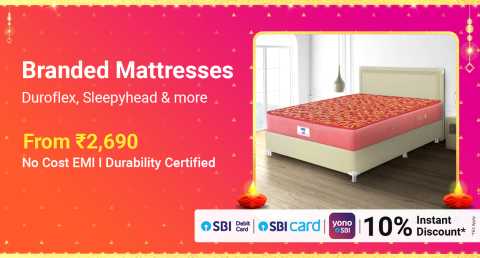 Branded Mattresses
Duroflex, Sleepyhead & more
From ₹2,690
No Cost EMI I Durability Certified
SBI Debit Card | SBI card | yono SBI | 10% Instant Discount*
*T&C Apply